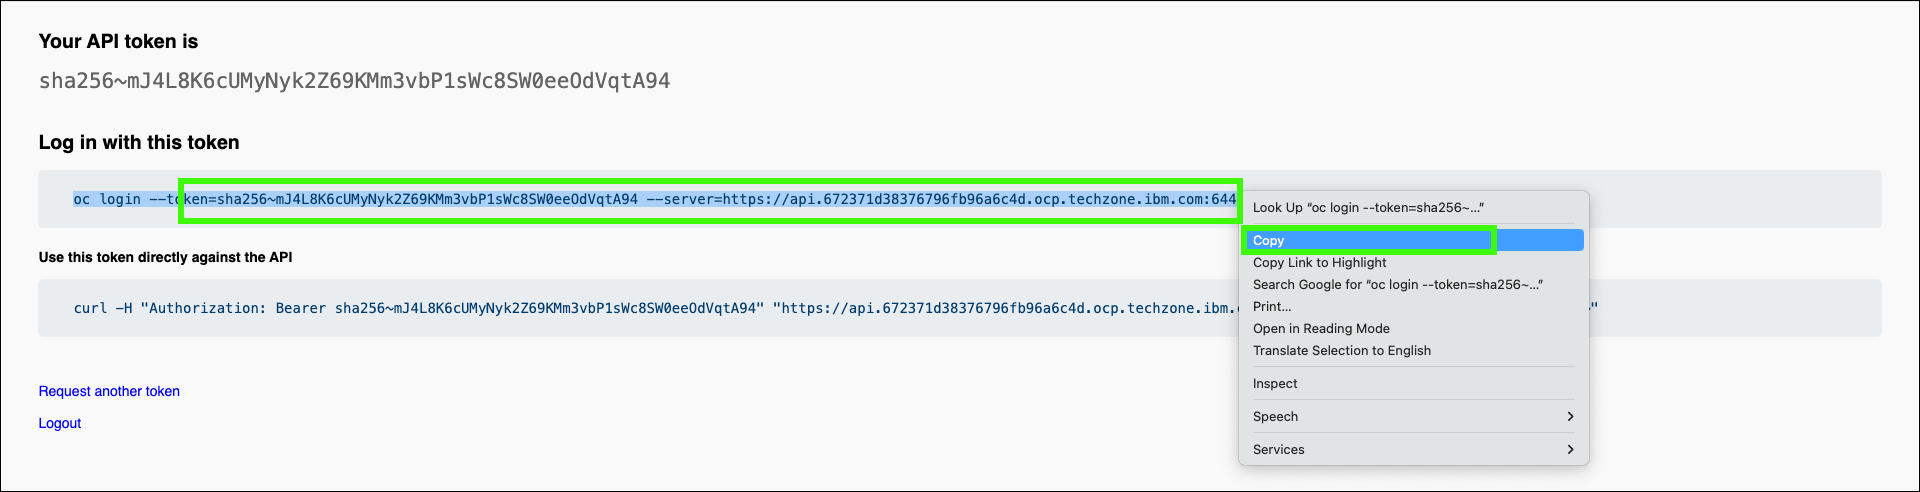 Your API token is
sha256~mJ4L8K6cUMyNyk2Z69KMm3vbP1sWc8SW0eeOdVqtA94
Log in with this token
oc login --token=sha256~mJ4L8K6cUMyNyk2Z69KMm3vbP1sWc8SW0eeOdVqtA94 --server=https://api.672371d38376796fb96a6c4d.ocp.techzone.ibm.com:644
Look Up “oc login --token=sha256~...”
Copy
Use this token directly against the API
Copy Link to Highlight
Search Google for “oc login --token=sha256~...”
curl -H "Authorization: Bearer sha256~mJ4L8K6cUMyNyk2Z69KMm3vbP1sWc8SW0eeOdVqtA94" "https://api.672371d38376796fb96a6c4d.ocp.techzone.ibm.
Print...
Open in Reading Mode
Translate Selection to English
Inspect
Request another token
Speech
Logout
Services